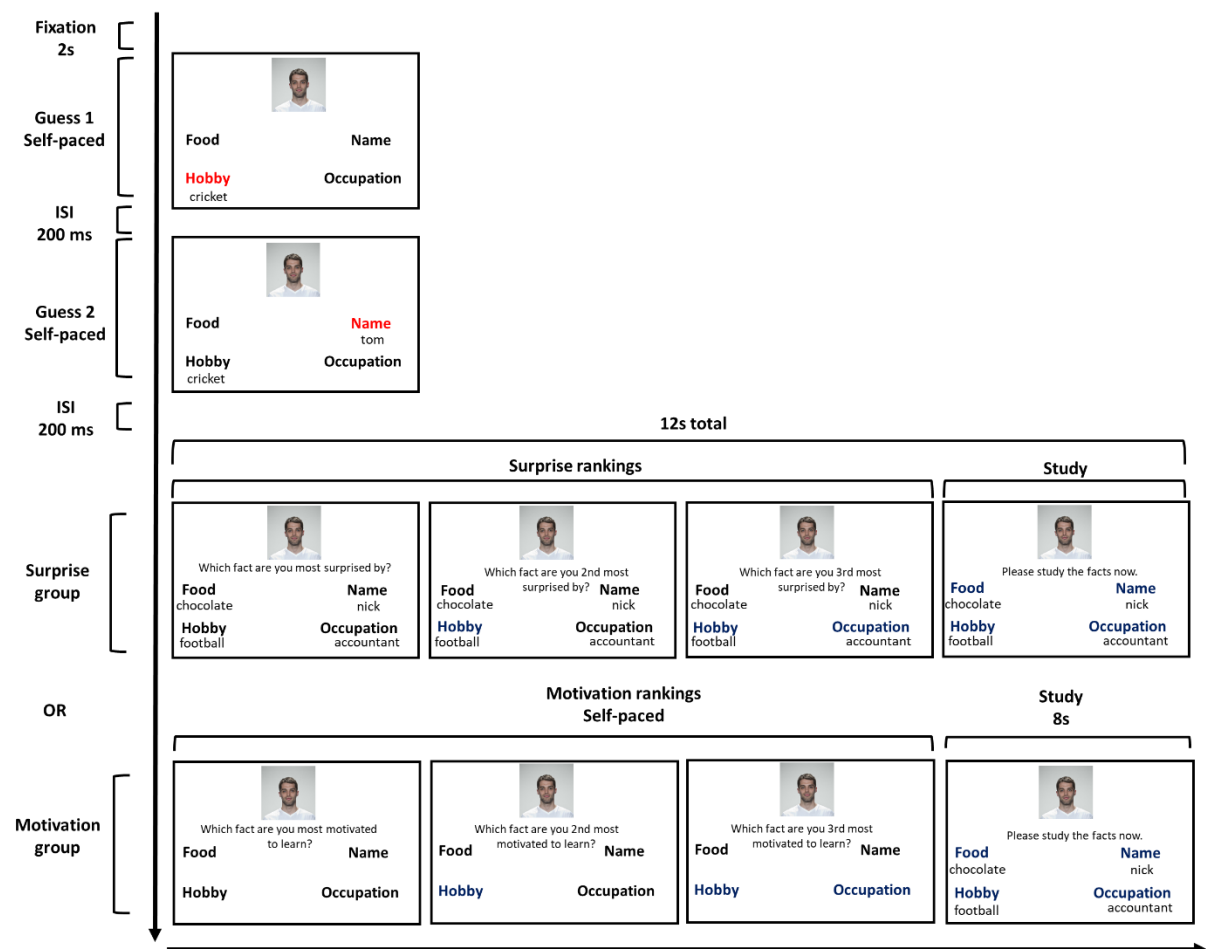 Fixation
2s
Guess 1
Self-paced
Food Name
Hobby Occupation
cricket
ISI
200 ms
Guess 2
Self-paced
Food Name
tom
Hobby Occupation
cricket
ISI
200 ms
12s total
Surprise rankings Study
Surprise
group
Which fact are you most surprised by?
Food Name
chocolate nick
Hobby Occupation
football accountant
Which fact are you 2nd most
surprised by?
Food Name
chocolate nick
Hobby Occupation
football accountant
Which fact are you 3rd most
surprised by?
Food Name
chocolate nick
Hobby Occupation
football accountant
Please study the facts now.
Food Name
chocolate nick
Hobby Occupation
football accountant
OR
Motivation rankings
Self-paced
Study
8s
Motivation
group
Which fact are you most motivated
to learn?
Food Name
Hobby Occupation
Which fact are you 2nd most
motivated to learn?
Food Name
Hobby Occupation
Which fact are you 3rd most
motivated to learn?
Food Name
Hobby Occupation
Please study the facts now.
Food Name
chocolate nick
Hobby Occupation
football accountant